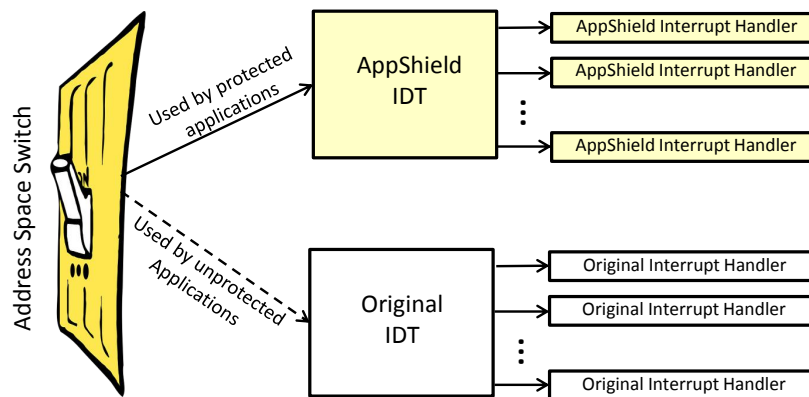 Address Space Switch
Used by protected
applications
Used by unprotected
Applications
AppShield
IDT
AppShield Interrupt Handler
AppShield Interrupt Handler
AppShield Interrupt Handler
Original
IDT
Original Interrupt Handler
Original Interrupt Handler
Original Interrupt Handler